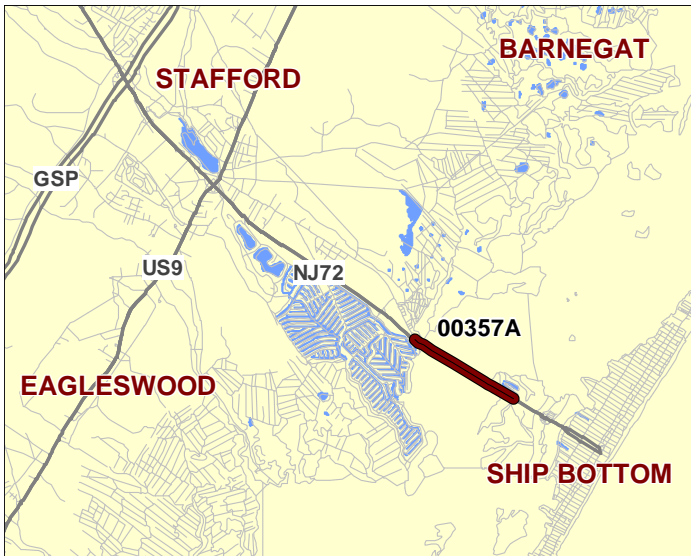 BARNEGAT
STAFFORD
GSP
US9
NJ72
00357A
EAGLESWOOD
SHIP BOTTOM